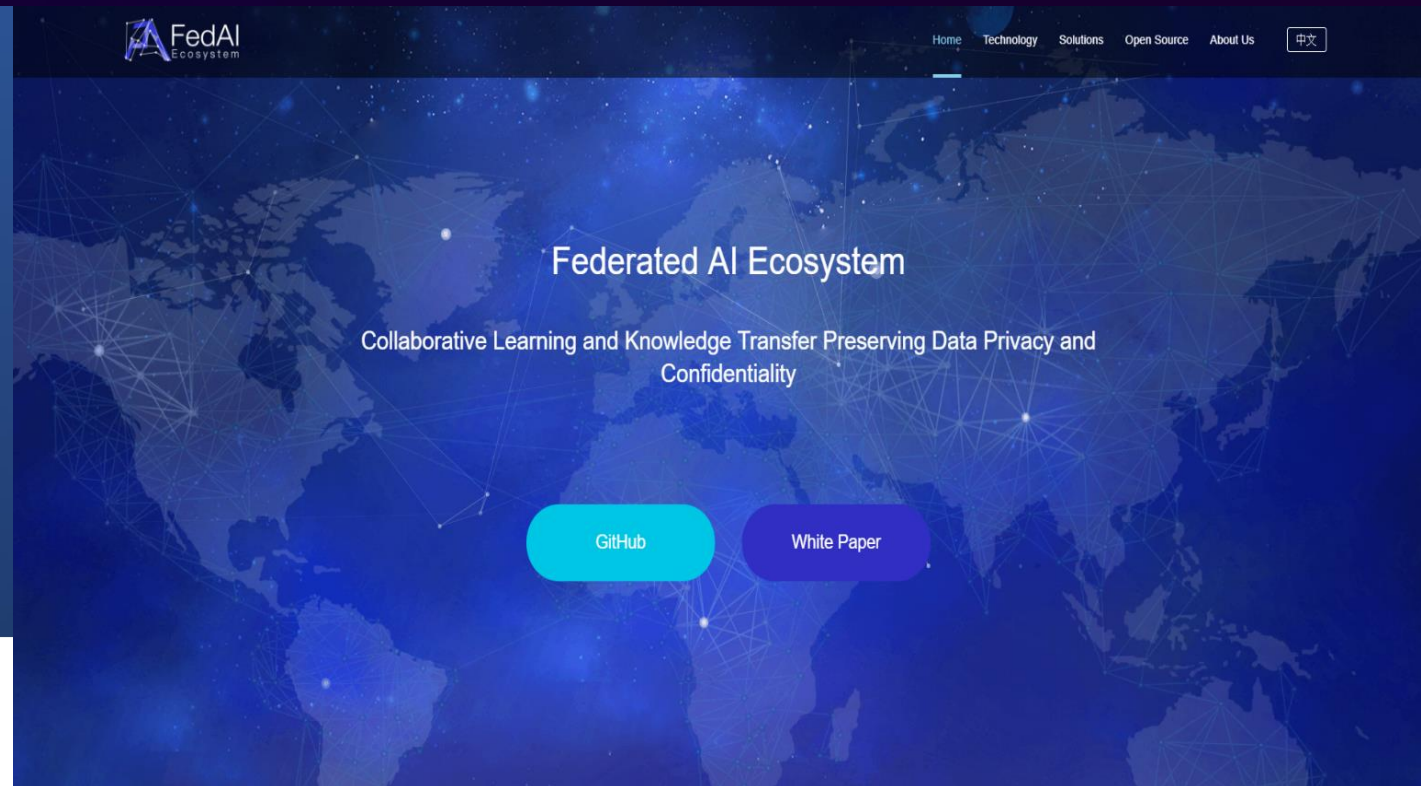 FedAI
Ecosystem
Home Technology Solutions Open Source About Us 中文
Federated AI Ecosystem
Collaborative Learning and Knowledge Transfer Preserving Data Privacy and
Confidentiality
GitHub White Paper